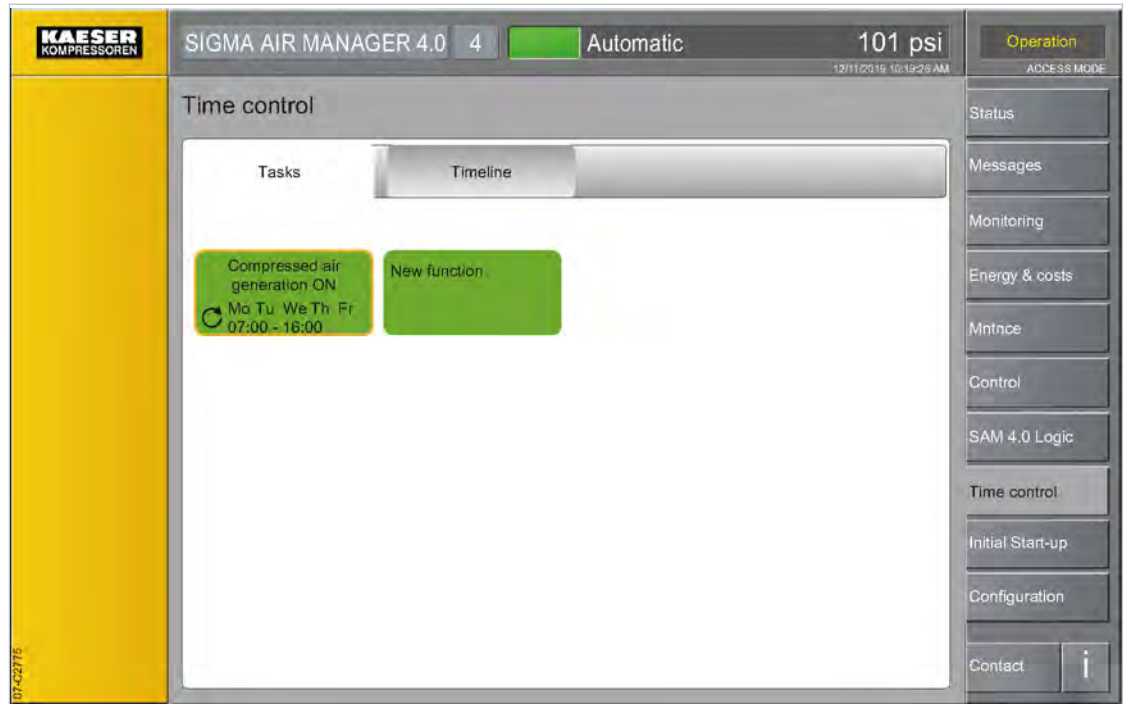 KAESER
KOMPRESSOREN
SIGMA AIR MANAGER 4.0 4 Automatic 101 psi
12/11/2019 10:19:26 AM
Operation
ACCESS MODE
Time control
Tasks Timeline
Compressed air
generation ON
Mo Tu We Th Fr
07:00 - 16:00
New function
Status
Messages
Monitoring
Energy & costs
Mntnce
Control
SAM 4.0 Logic
Time control
Initial Start-up
Configuration
Contact i
07-C2775